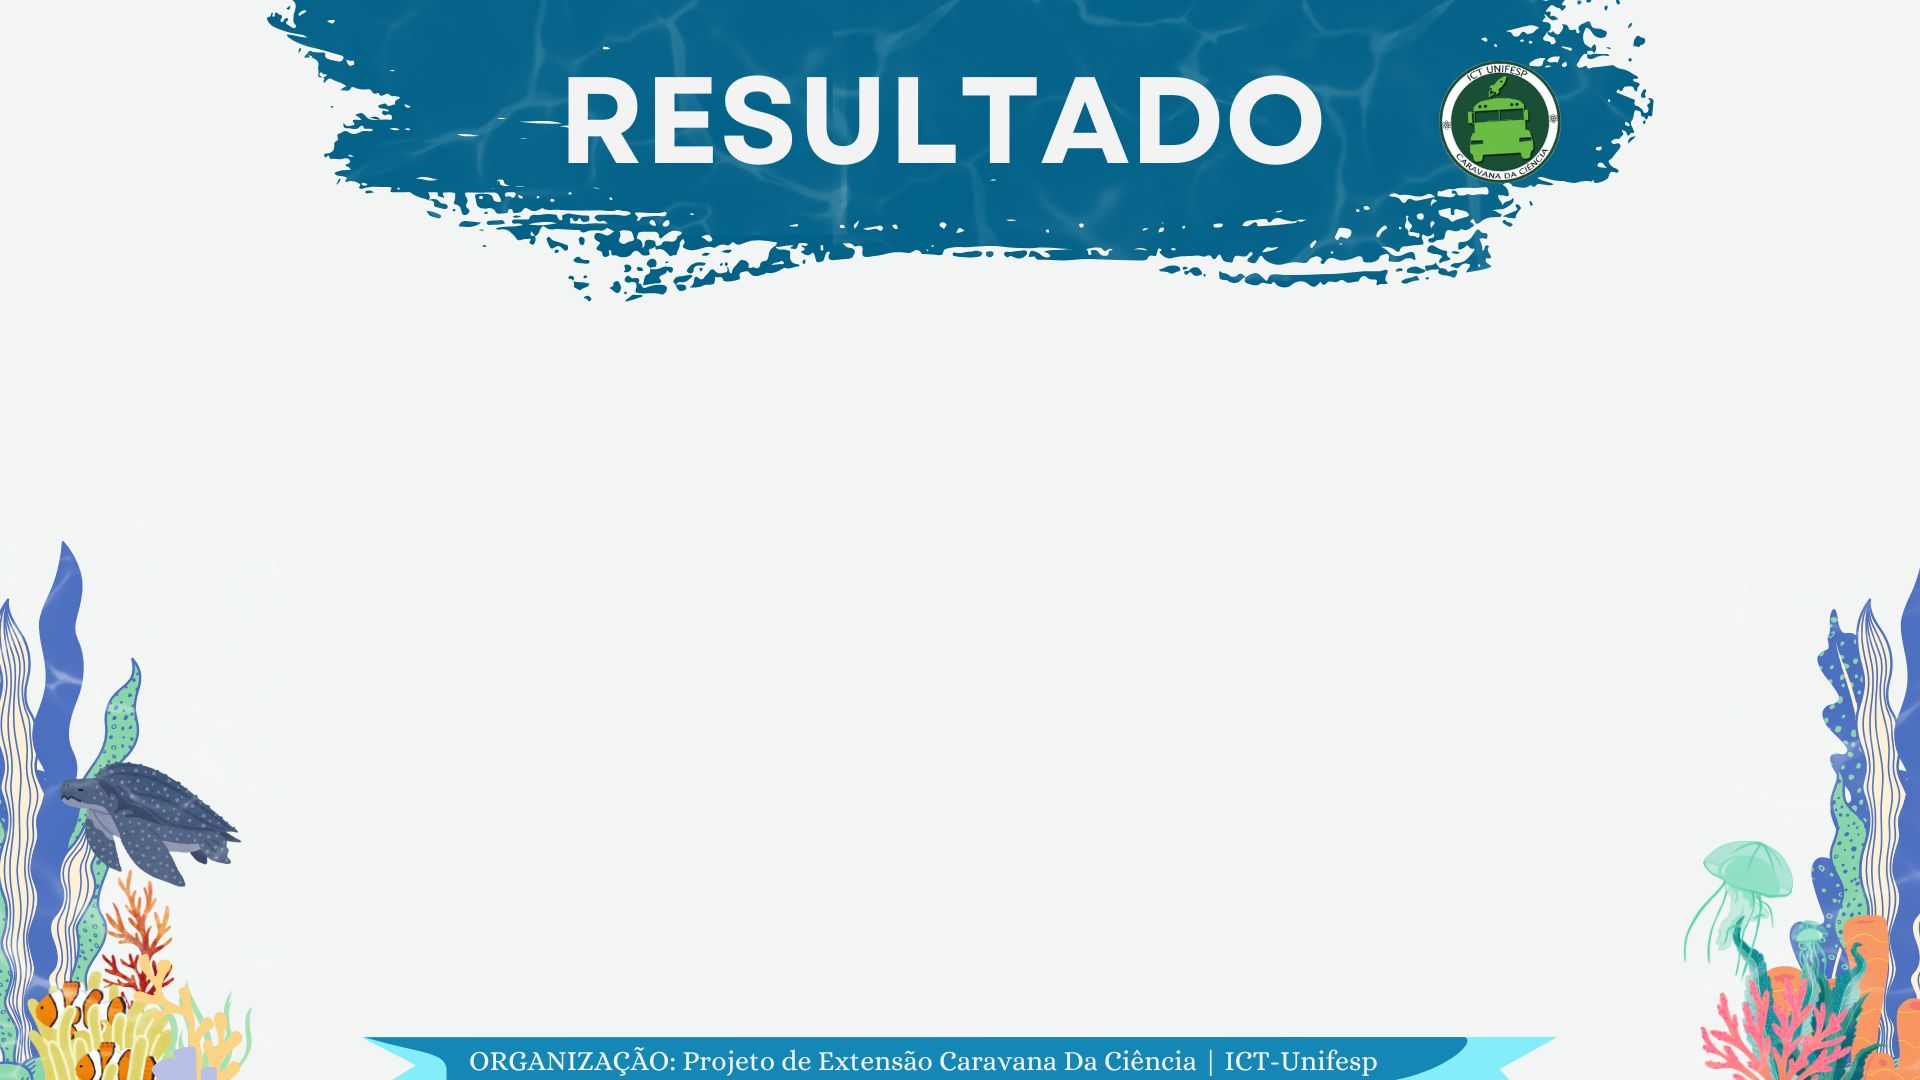 RESULTADO
ICT UNIFESP
CARAVANA DA CIÊNCIA
ORGANIZAÇÃO: Projeto de Extensão Caravana Da Ciência | ICT-Unifesp